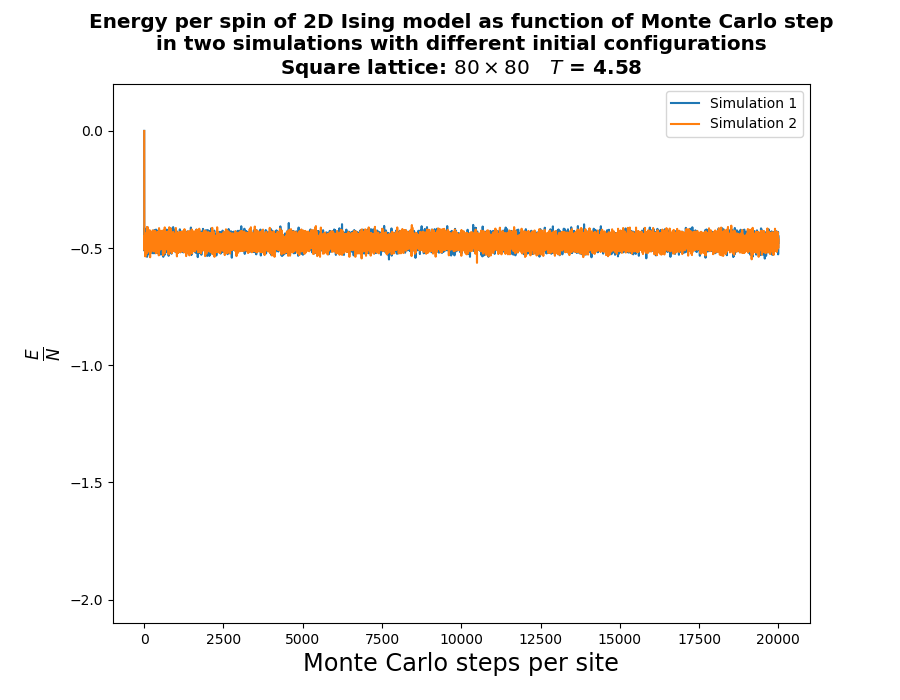 Energy per spin of 2D Ising model as function of Monte Carlo step
in two simulations with different initial configurations
Square lattice: 80 × 80 T = 4.58
Simulation 1
Simulation 2
0.0
−0.5
−1.0
−1.5
−2.0
E
N
0 2500 5000 7500 10000 12500 15000 17500 20000
Monte Carlo steps per site